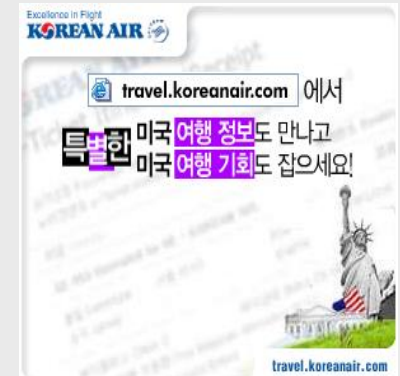 Excellence in Flight
KOREAN AIR
travel.koreanair.com 에서
특별한 미국 여행 정보도 만나고
미국 여행 기회도 잡으세요!
travel.koreanair.com